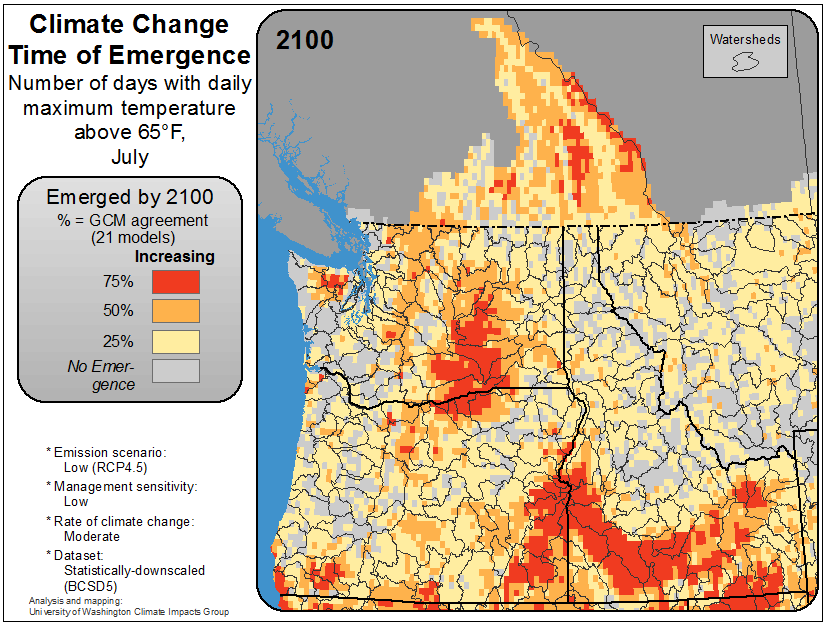 Climate Change
Time of Emergence
Number of days with daily
maximum temperature
above 65°F,
July
Emerged by 2100
% = GCM agreement
(21 models)
Increasing
75%
50%
25%
No Emer-
gence
* Emission scenario:
Low (RCP4.5)
* Management sensitivity:
Low
* Rate of climate change:
Moderate
* Dataset:
Statistically-downscaled
(BCSD5)
Analysis and mapping:
University of Washington Climate Impacts Group
2100
Watersheds